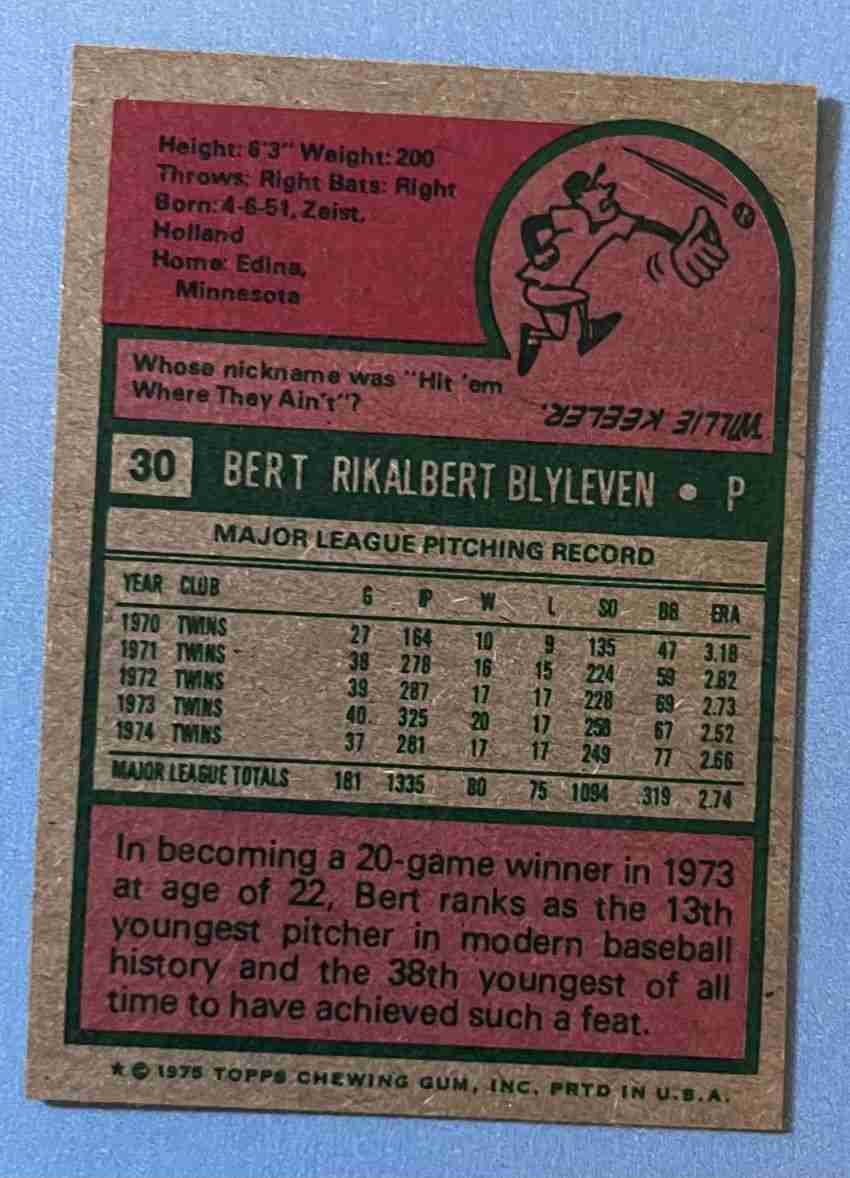 Height: 6'3" Weight: 200
Throws: Right Bats: Right
Born: 4-6-51, Zeist,
Holland
Home: Edina,
Minnesota
Whose nickname was "Hit 'em
Where They Ain't"?
WILLIE KEELER.
30 BERT RIKALBERT BLYLEVEN • P
MAJOR LEAGUE PITCHING RECORD
YEAR CLUB G IP W L SO BB ERA
1970 TWINS 27 164 10 9 135 47 3.18
1971 TWINS 38 278 16 15 224 59 2.82
1972 TWINS 39 287 17 17 228 69 2.73
1973 TWINS 40 325 20 17 258 67 2.52
1974 TWINS 37 281 17 17 249 77 2.66
MAJOR LEAGUE TOTALS 181 1335 80 75 1094 319 2.74
In becoming a 20-game winner in 1973
at age of 22, Bert ranks as the 13th
youngest pitcher in modern baseball
history and the 38th youngest of all
time to have achieved such a feat.
★ © 1975 TOPPS CHEWING GUM, INC. PRTD IN U.S.A.